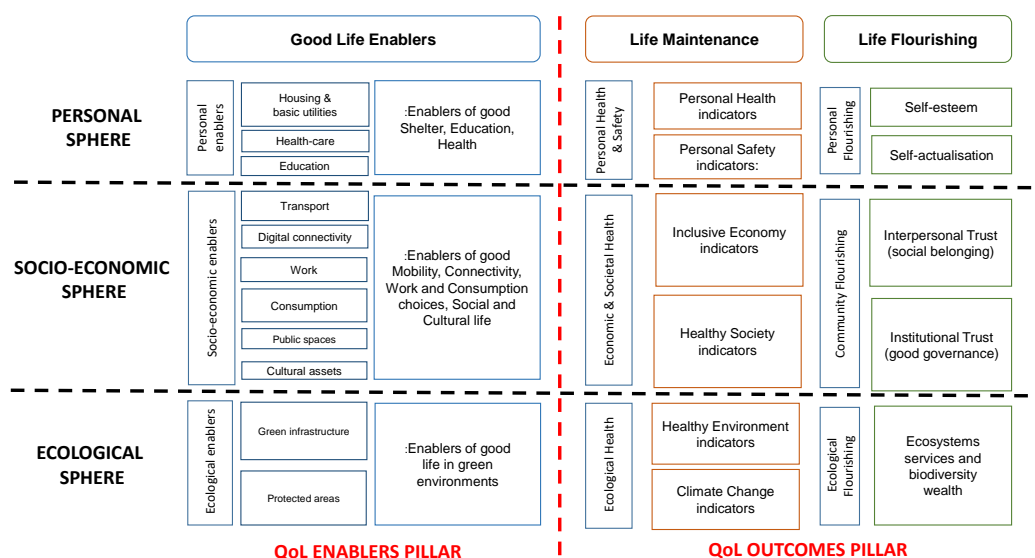 Good Life Enablers
Life Maintenance
Life Flourishing
PERSONAL
SPHERE
Personal
enablers
Housing &
basic utilities
Health-care
Education
:Enablers of good
Shelter, Education,
Health
Personal Health
& Safety
Personal Health
indicators
Personal Safety
indicators:
Personal
Flourishing
Self-esteem
Self-actualisation
SOCIO-ECONOMIC
SPHERE
Socio-economic enablers
Transport
Digital connectivity
Work
Consumption
Public spaces
Cultural assets
:Enablers of good
Mobility, Connectivity,
Work and Consumption
choices, Social and
Cultural life
Economic & Societal Health
Inclusive Economy
indicators
Healthy Society
indicators
Community Flourishing
Interpersonal Trust
(social belonging)
Institutional Trust
(good governance)
ECOLOGICAL
SPHERE
Ecological enablers
Green infrastructure
Protected areas
:Enablers of good
life in green
environments
Ecological Health
Healthy Environment
indicators
Climate Change
indicators
Ecological
Flourishing
Ecosystems
services and
biodiversity
wealth
QoL ENABLERS PILLAR
QoL OUTCOMES PILLAR